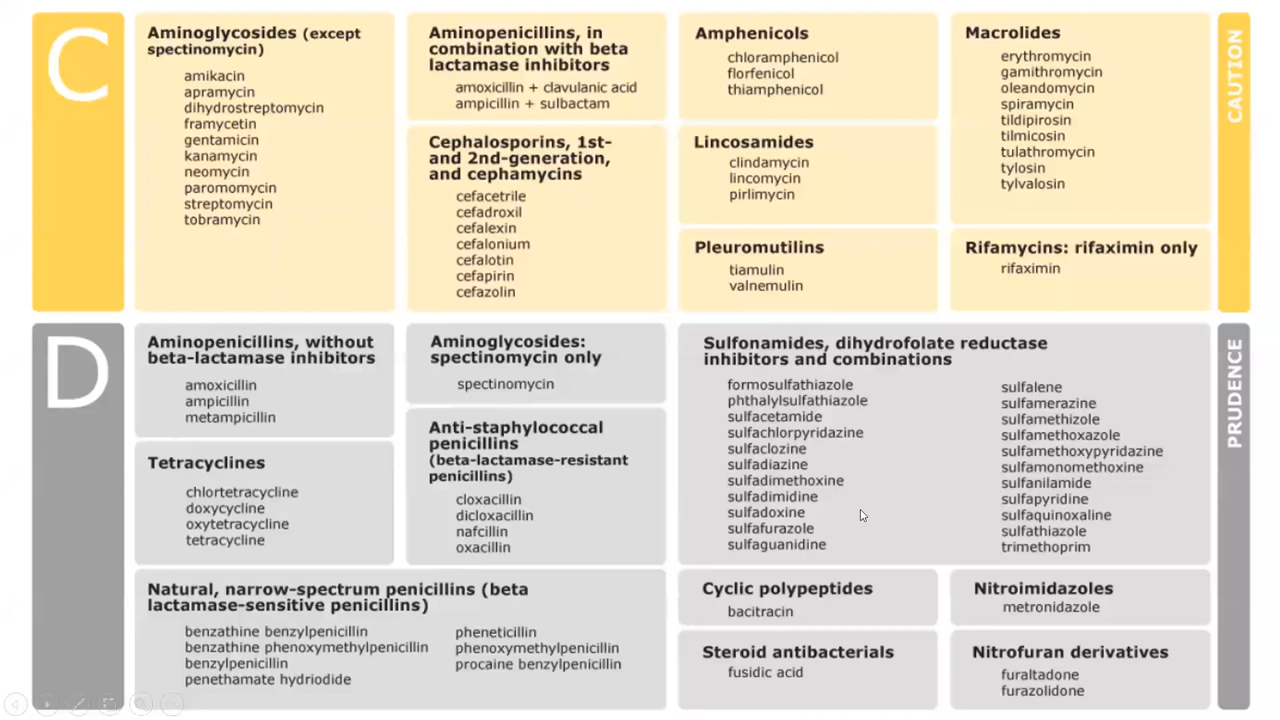 C
Aminoglycosides (except
spectinomycin)
amikacin
apramycin
dihydrostreptomycin
framycetin
gentamicin
kanamycin
neomycin
paromomycin
streptomycin
tobramycin
Aminopenicillins, in
combination with beta
lactamase inhibitors
amoxicillin + clavulanic acid
ampicillin + sulbactam
Cephalosporins, 1st-
and 2nd-generation,
and cephamycins
cefacetrile
cefadroxil
cefalexin
cefalonium
cefalotin
cefapirin
cefazolin
Amphenicols
chloramphenicol
florfenicol
thiamphenicol
Lincosamides
clindamycin
lincomycin
pirlimycin
Pleuromutilins
tiamulin
valnemulin
Macrolides
erythromycin
gamithromycin
oleandomycin
spiramycin
tildipirosin
tilmicosin
tulathromycin
tylosin
tylvalosin
Rifamycins: rifaximin only
rifaximin
CAUTION
D
Aminopenicillins, without
beta-lactamase inhibitors
amoxicillin
ampicillin
metampicillin
Tetracyclines
chlortetracycline
doxycycline
oxytetracycline
tetracycline
Aminoglycosides:
spectinomycin only
spectinomycin
Anti-staphylococcal
penicillins
(beta-lactamase-resistant
penicillins)
cloxacillin
dicloxacillin
nafcillin
oxacillin
Natural, narrow-spectrum penicillins (beta
lactamase-sensitive penicillins)
benzathine benzylpenicillin
benzathine phenoxymethylpenicillin
benzylpenicillin
penethamate hydriodide
pheneticillin
phenoxymethylpenicillin
procaine benzylpenicillin
Sulfonamides, dihydrofolate reductase
inhibitors and combinations
formosulfathiazole
phthalylsulfathiazole
sulfacetamide
sulfachlorpyridazine
sulfaclozine
sulfadiazine
sulfadimethoxine
sulfadimidine
sulfadoxine
sulfafurazole
sulfaguanidine
sulfalene
sulfamerazine
sulfamethizole
sulfamethoxazole
sulfamethoxypyridazine
sulfamonomethoxine
sulfanilamide
sulfapyridine
sulfaquinoxaline
sulfathiazole
trimethoprim
Cyclic polypeptides
bacitracin
Steroid antibacterials
fusidic acid
Nitroimidazoles
metronidazole
Nitrofuran derivatives
furaltadone
furazolidone
PRUDENCE